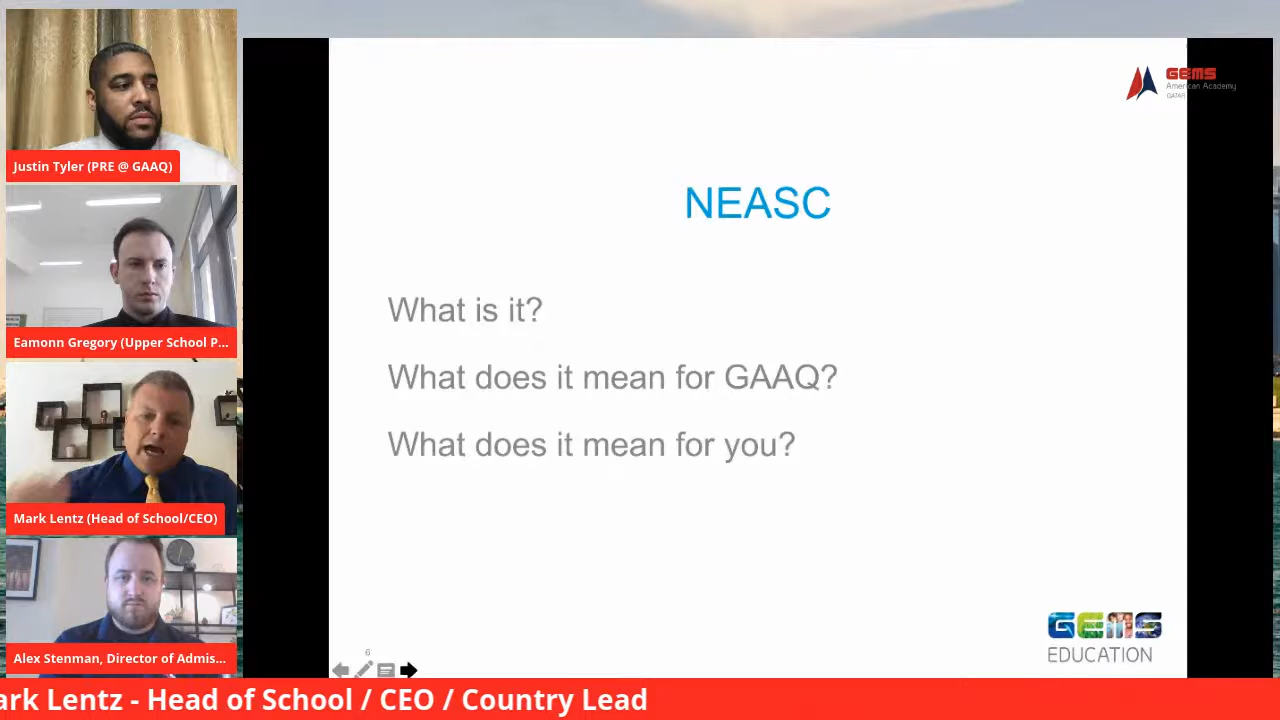 Justin Tyler (PRE @ GAAQ)
Eamonn Gregory (Upper School P...
Mark Lentz (Head of School/CEO)
Alex Stenman, Director of Admis...
GEMS
American Academy
QATAR
NEASC
What is it?
What does it mean for GAAQ?
What does it mean for you?
6
GEMS
EDUCATION
ark Lentz - Head of School / CEO / Country Lead